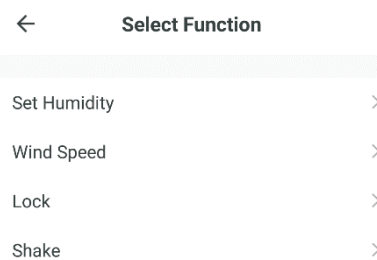 Select Function
Set Humidity
Wind Speed
Lock
Shake